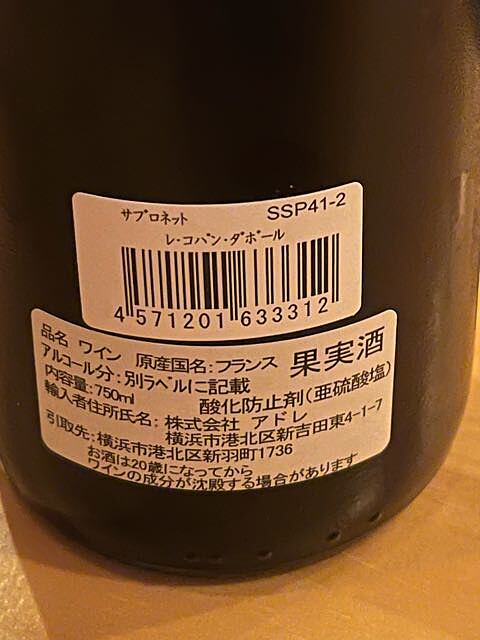 サブロネット SSP41-2
レ・コパン・ダボール
4 571201 633312
品名 ワイン 原産国名:フランス 果実酒
アルコール分:別ラベルに記載
内容量:750ml 酸化防止剤(亜硫酸塩)
輸入者住所氏名: 株式会社 アドレ
横浜市港北区新吉田東4-1-7
引取先:横浜市港北区新羽町1736
お酒は20歳になってから
ワインの成分が沈殿する場合があります